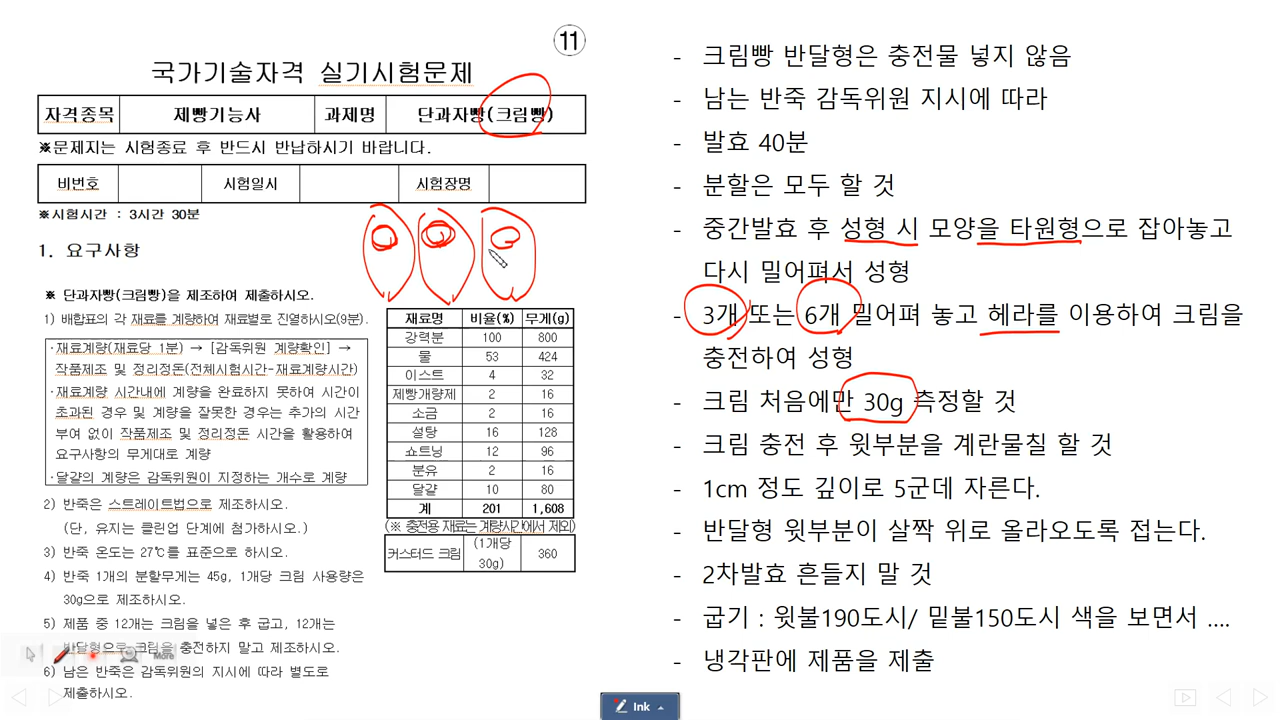 11
국가기술자격 실기시험문제
자격종목 제빵기능사 과제명 단과자빵(크림빵)
※문제지는 시험종료 후 반드시 반납하시기 바랍니다.
비번호 시험일시 시험장명
※시험시간 : 3시간 30분
1. 요구사항
※ 단과자빵(크림빵)을 제조하여 제출하시오.
1) 배합표의 각 재료를 계량하여 재료별로 진열하시오(9분).
·재료계량(재료당 1분) → [감독위원 계량확인] →
작품제조 및 정리정돈(전체시험시간-재료계량시간)
·재료계량 시간내에 계량을 완료하지 못하여 시간이
초과된 경우 및 계량을 잘못한 경우는 추가의 시간
부여 없이 작품제조 및 정리정돈 시간을 활용하여
요구사항의 무게대로 계량
·달걀의 계량은 감독위원이 지정하는 개수로 계량
2) 반죽은 스트레이트법으로 제조하시오.
(단, 유지는 클린업 단계에 첨가하시오.)
3) 반죽 온도는 27℃를 표준으로 하시오.
4) 반죽 1개의 분할무게는 45g, 1개당 크림 사용량은
30g으로 제조하시오.
5) 제품 중 12개는 크림을 넣은 후 굽고, 12개는
반달형으로 크림을 충전하지 말고 제조하시오.
6) 남은 반죽은 감독위원의 지시에 따라 별도로
제출하시오.
재료명 비율(%) 무게(g)
강력분 100 800
물 53 424
이스트 4 32
제빵개량제 2 16
소금 2 16
설탕 16 128
쇼트닝 12 96
분유 2 16
달걀 10 80
계 201 1,608
(※ 충전용 재료는 계량시간에서 제외)
커스터드 크림 (1개당 30g) 360
- 크림빵 반달형은 충전물 넣지 않음
- 남는 반죽 감독위원 지시에 따라
- 발효 40분
- 분할은 모두 할 것
- 중간발효 후 성형 시 모양을 타원형으로 잡아놓고
다시 밀어펴서 성형
- 3개 또는 6개 밀어펴 놓고 헤라를 이용하여 크림을
충전하여 성형
- 크림 처음에만 30g 측정할 것
- 크림 충전 후 윗부분을 계란물칠 할 것
- 1cm 정도 깊이로 5군데 자른다.
- 반달형 윗부분이 살짝 위로 올라오도록 접는다.
- 2차발효 흔들지 말 것
- 굽기 : 윗불190도시/ 밑불150도시 색을 보면서 ....
- 냉각판에 제품을 제출
More
Ink